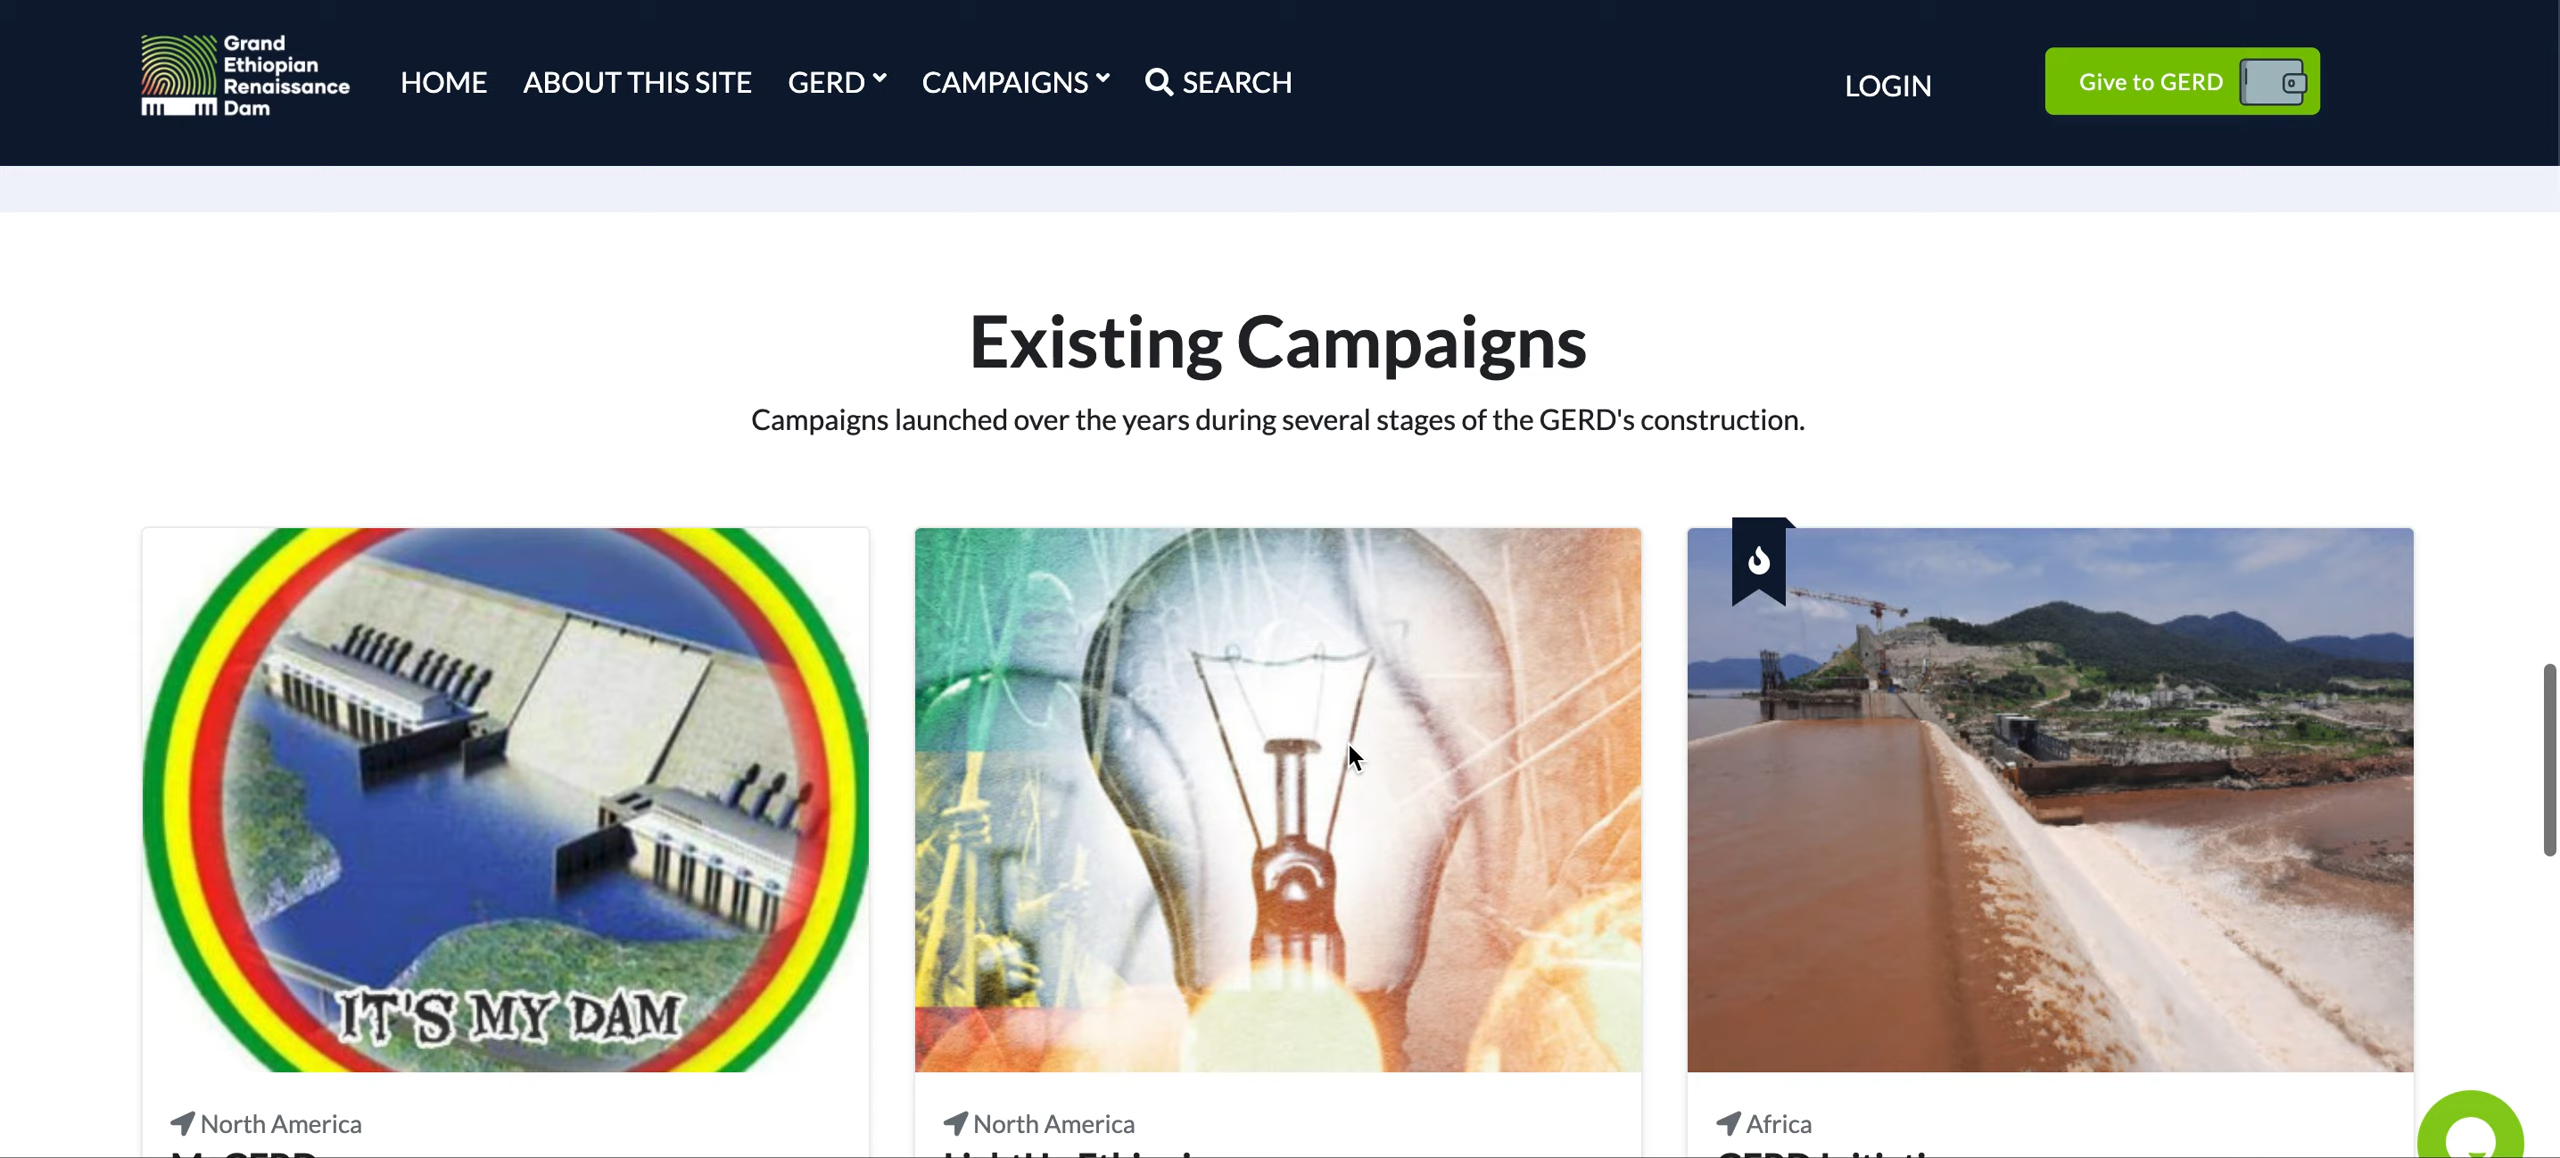 Grand
Ethiopian
Renaissance
Dam
HOME ABOUT THIS SITE GERD CAMPAIGNS SEARCH LOGIN Give to GERD
Existing Campaigns
Campaigns launched over the years during several stages of the GERD's construction.
IT'S MY DAM
North America North America Africa